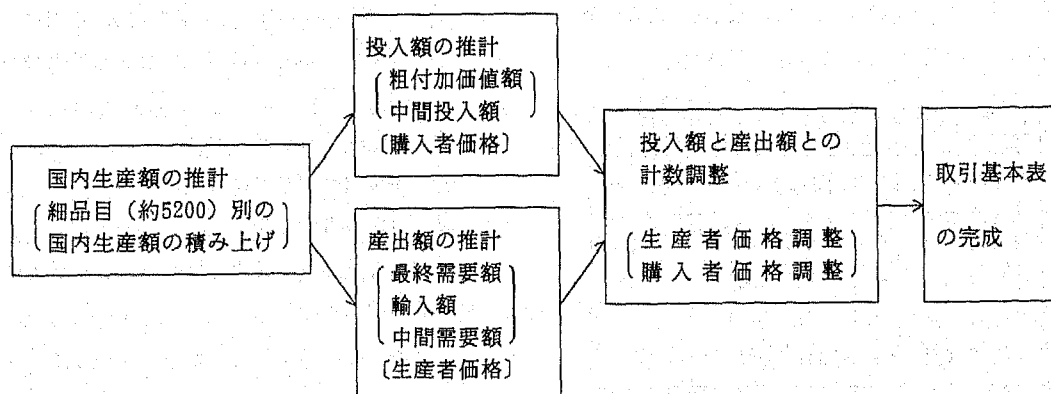 国内生産額の推計
細品目(約5200)別の
国内生産額の積み上げ
投入額の推計
粗付加価値額
中間投入額
〔購入者価格〕
産出額の推計
最終需要額
輸入額
中間需要額
〔生産者価格〕
投入額と産出額との
計数調整
生産者価格調整
購入者価格調整
取引基本表
の完成